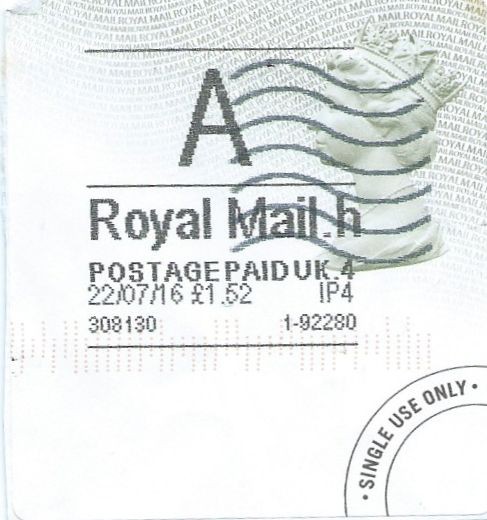 A
Royal Mail.h
POSTAGE PAID UK.4
22/07/16 £1.52 IP4
308130 1-92280
• SINGLE USE ONLY •